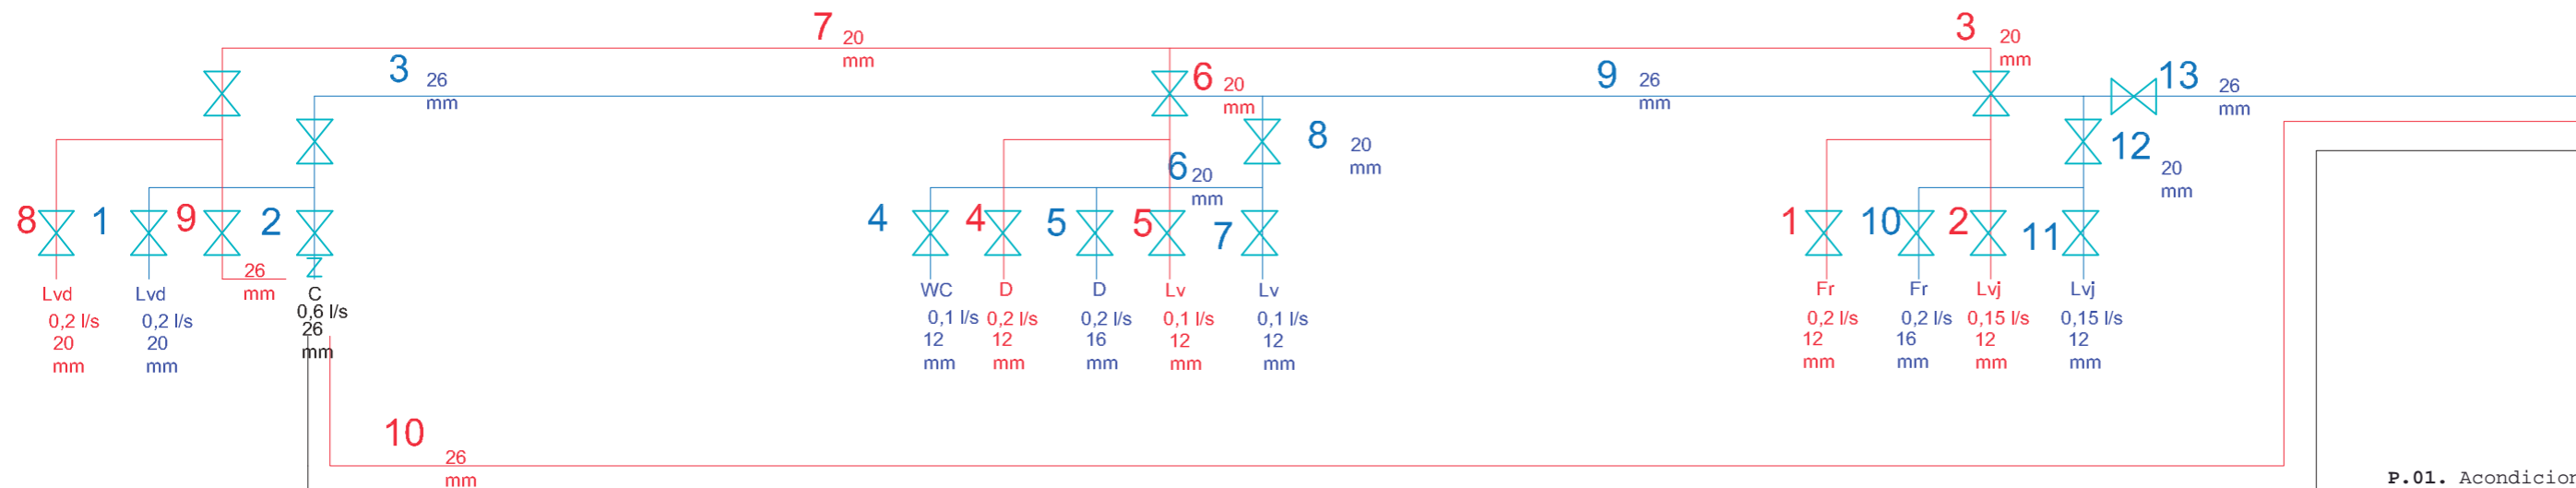 7 20
mm
3 20
mm
3 26
mm
6 20
mm
9 26
mm
13 26
mm
8 20
mm
12 20
mm
6 20
mm
8 1 9 2
4 4 5 5 7
1 10 2 11
26
mm
Lvd
0,2 l/s
20
mm
Lvd
0,2 l/s
20
mm
C
0,6 l/s
26
mm
WC
0,1 l/s
12
mm
D
0,2 l/s
12
mm
D
0,2 l/s
16
mm
Lv
0,1 l/s
12
mm
Lv
0,1 l/s
12
mm
Fr
0,2 l/s
12
mm
Fr
0,2 l/s
16
mm
Lvj
0,15 l/s
12
mm
Lvj
0,15 l/s
12
mm
10 26
mm
P.01. Acondicion